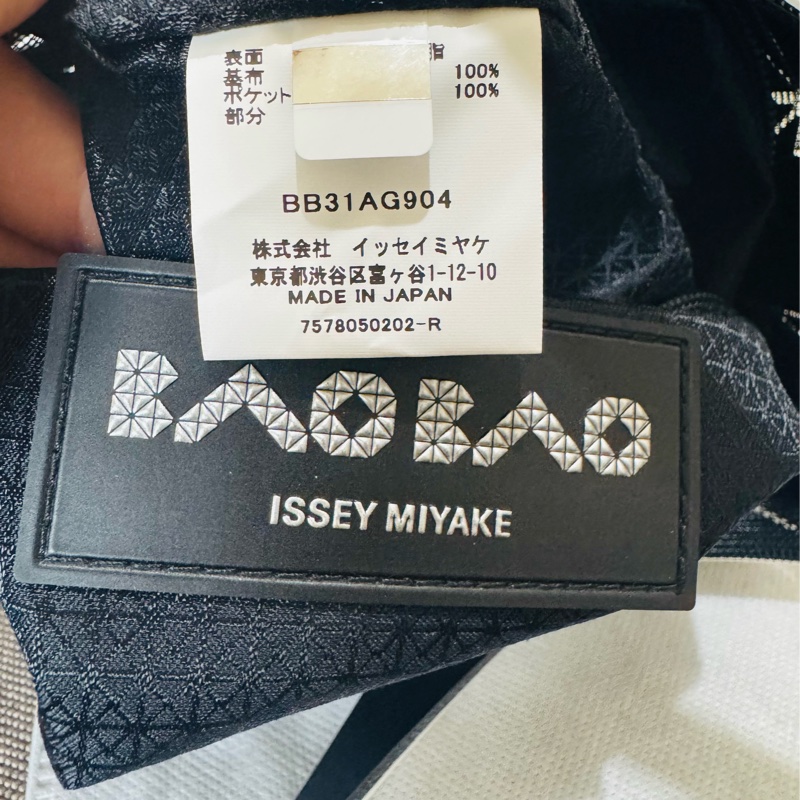 表面 脂
基布 100%
ポケット 100%
部分
BB31AG904
株式会社 イッセイミヤケ
東京都渋谷区富ヶ谷1-12-10
MADE IN JAPAN
7578050202-R
BAO BAO
ISSEY MIYAKE